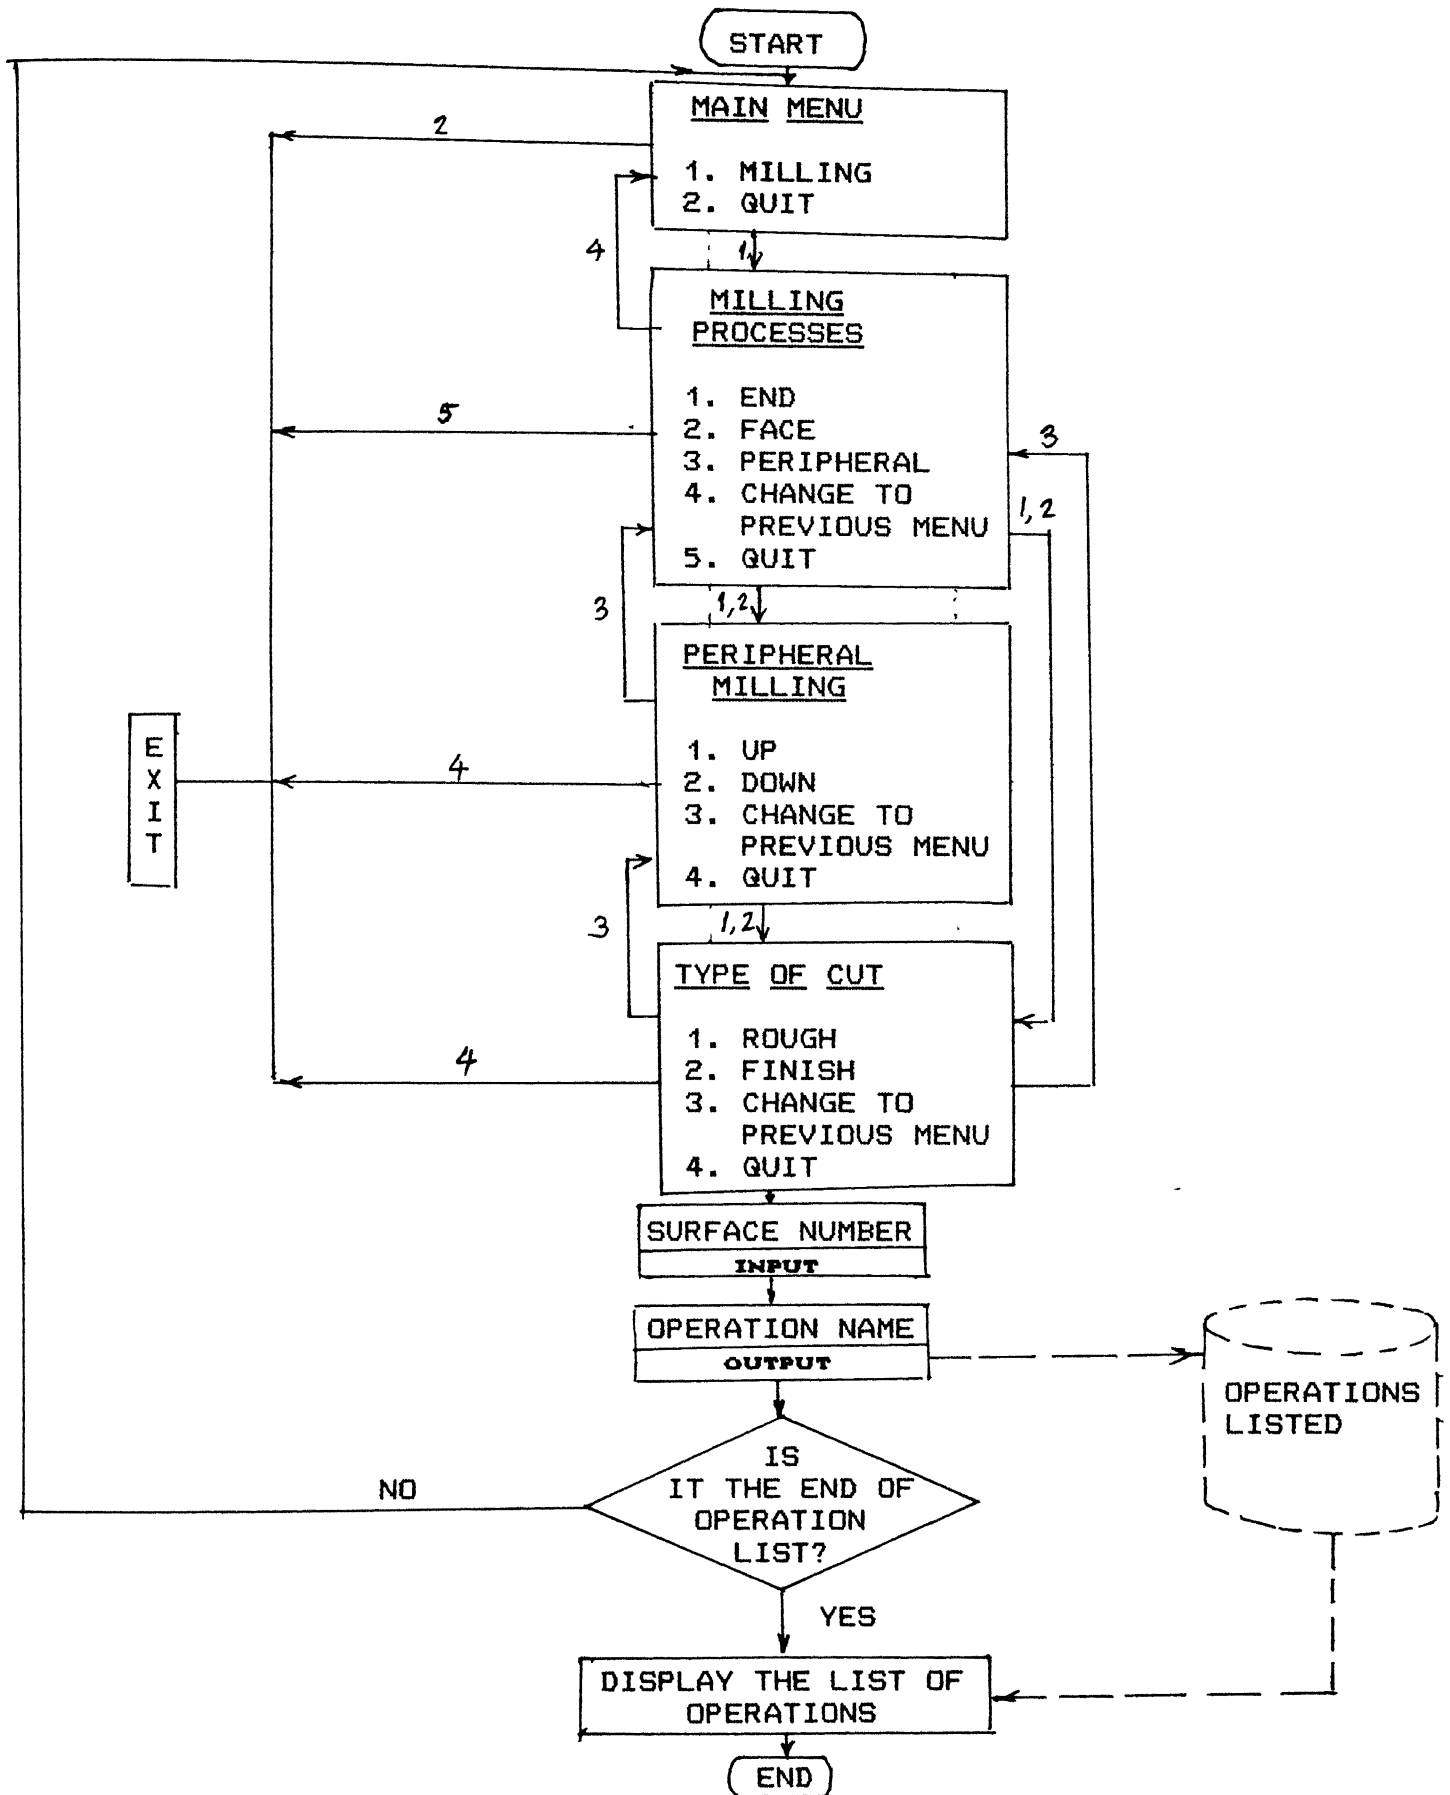 START
MAIN MENU
2
1. MILLING
2. QUIT
4
1,
MILLING
PROCESSES
1. END
5
2. FACE
3. PERIPHERAL
3
4. CHANGE TO
PREVIOUS MENU
1,2
5. QUIT
3
1,2
PERIPHERAL
MILLING
EXIT
1. UP
4
2. DOWN
3. CHANGE TO
PREVIOUS MENU
4. QUIT
3
1,2
TYPE OF CUT
1. ROUGH
4
2. FINISH
3. CHANGE TO
PREVIOUS MENU
4. QUIT
SURFACE NUMBER
INPUT
OPERATION NAME
OUTPUT
OPERATIONS
LISTED
IS
IT THE END OF
OPERATION
LIST?
NO
YES
DISPLAY THE LIST OF
OPERATIONS
END